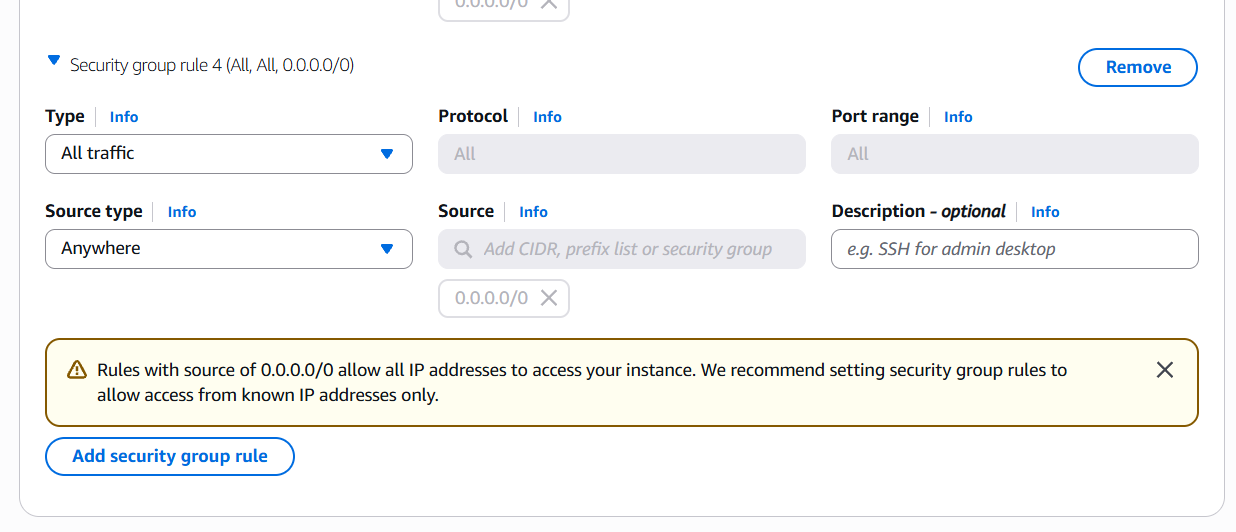 0.0.0.0/0
Security group rule 4 (All, All, 0.0.0.0/0)
Remove
Type Info
Protocol Info
Port range Info
All traffic
All
All
Source type Info
Source Info
Description - optional Info
Anywhere
Add CIDR, prefix list or security group
e.g. SSH for admin desktop
0.0.0.0/0
Rules with source of 0.0.0.0/0 allow all IP addresses to access your instance. We recommend setting security group rules to
allow access from known IP addresses only.
Add security group rule